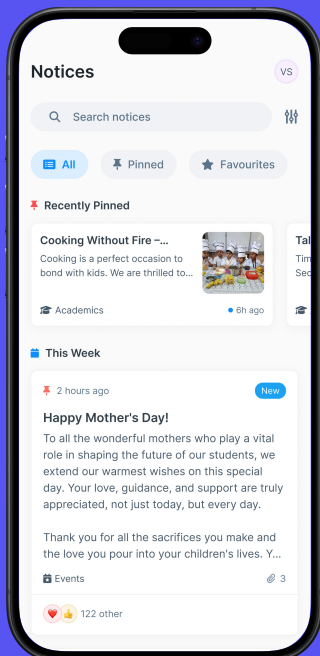 Notices
VS
Search notices
All
Pinned
Favourites
Recently Pinned
Cooking Without Fire –...
Cooking is a perfect occasion to
bond with kids. We are thrilled to...
Academics
6h ago
Tal
Tim
Sec
This Week
2 hours ago
New
Happy Mother's Day!
To all the wonderful mothers who play a vital
role in shaping the future of our students, we
extend our warmest wishes on this special
day. Your love, guidance, and support are truly
appreciated, not just today, but every day.
Thank you for all the sacrifices you make and
the love you pour into your children's lives. Y...
Events
3
122 other